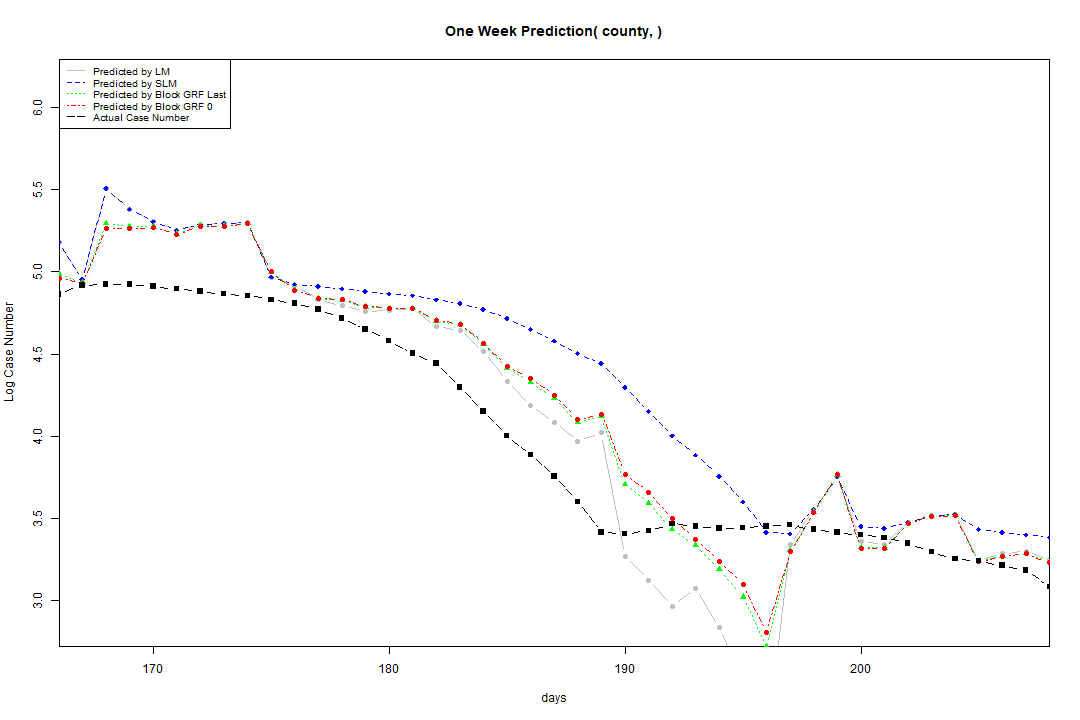 One Week Prediction( county, )
Predicted by LM
Predicted by SLM
Predicted by Block GRF Last
Predicted by Block GRF 0
Actual Case Number
6.0
5.5
5.0
4.5
4.0
3.5
3.0
Log Case Number
170
180
190
200
days